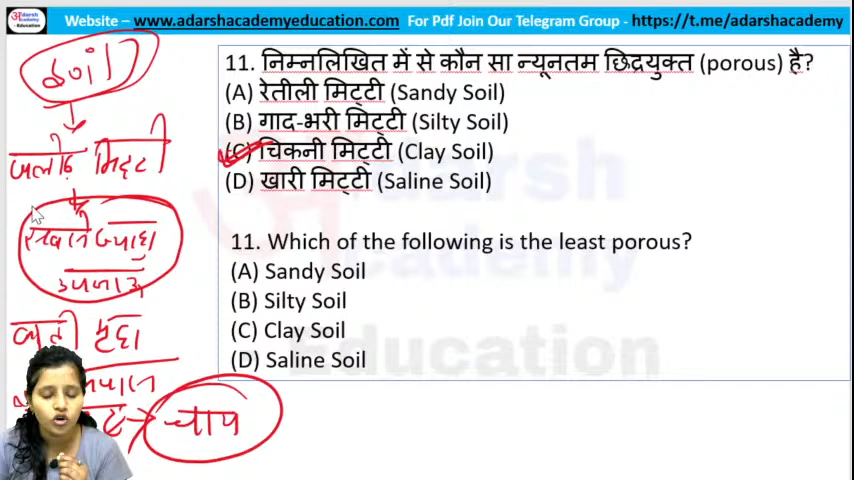 Website – www.adarshacademyeducation.com For Pdf Join Our Telegram Group - https://t.me/adarshacademy
11. निम्नलिखित में से कौन सा न्यूनतम छिद्रयुक्त (porous) है?
(A) रेतीली मिट्टी (Sandy Soil)
(B) गाद-भरी मिट्टी (Silty Soil)
(C) चिकनी मिट्टी (Clay Soil)
(D) खारी मिट्टी (Saline Soil)
11. Which of the following is the least porous?
(A) Sandy Soil
(B) Silty Soil
(C) Clay Soil
(D) Saline Soil
जलोढ़ मिट्टी
ज्यादा
उपजाऊ
काली मृदा
चाय